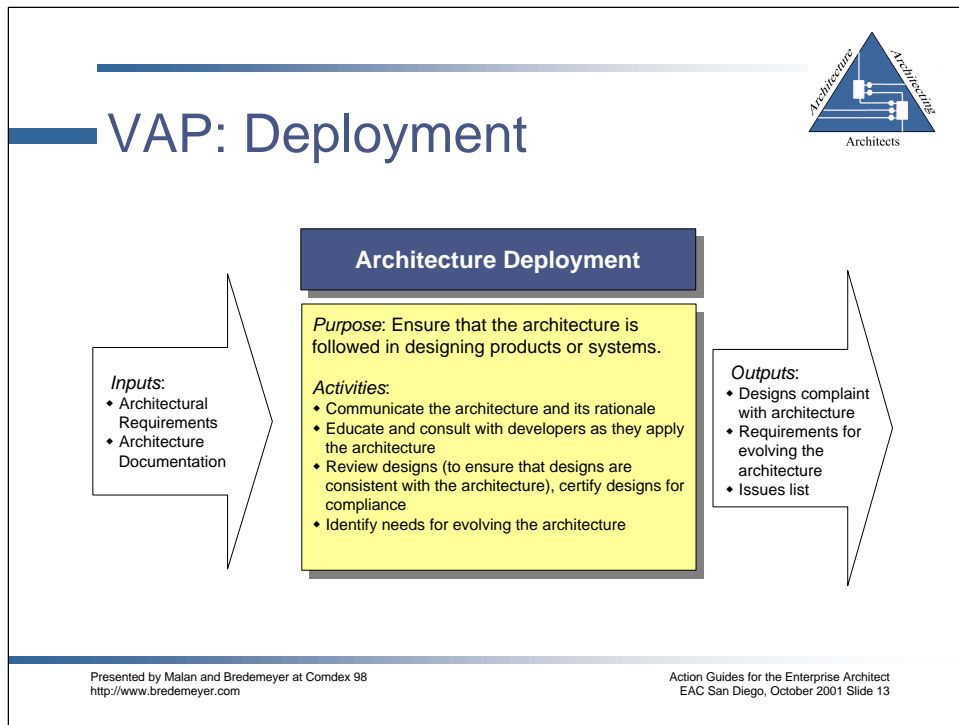 Architecture
Architecting
Architects
VAP: Deployment
Architecture Deployment
Inputs:
◆ Architectural
Requirements
◆ Architecture
Documentation
Purpose: Ensure that the architecture is
followed in designing products or systems.
Activities:
◆ Communicate the architecture and its rationale
◆ Educate and consult with developers as they apply
the architecture
◆ Review designs (to ensure that designs are
consistent with the architecture), certify designs for
compliance
◆ Identify needs for evolving the architecture
Outputs:
◆ Designs complaint
with architecture
◆ Requirements for
evolving the
architecture
◆ Issues list
Presented by Malan and Bredemeyer at Comdex 98
http://www.bredemeyer.com
Action Guides for the Enterprise Architect
EAC San Diego, October 2001 Slide 13